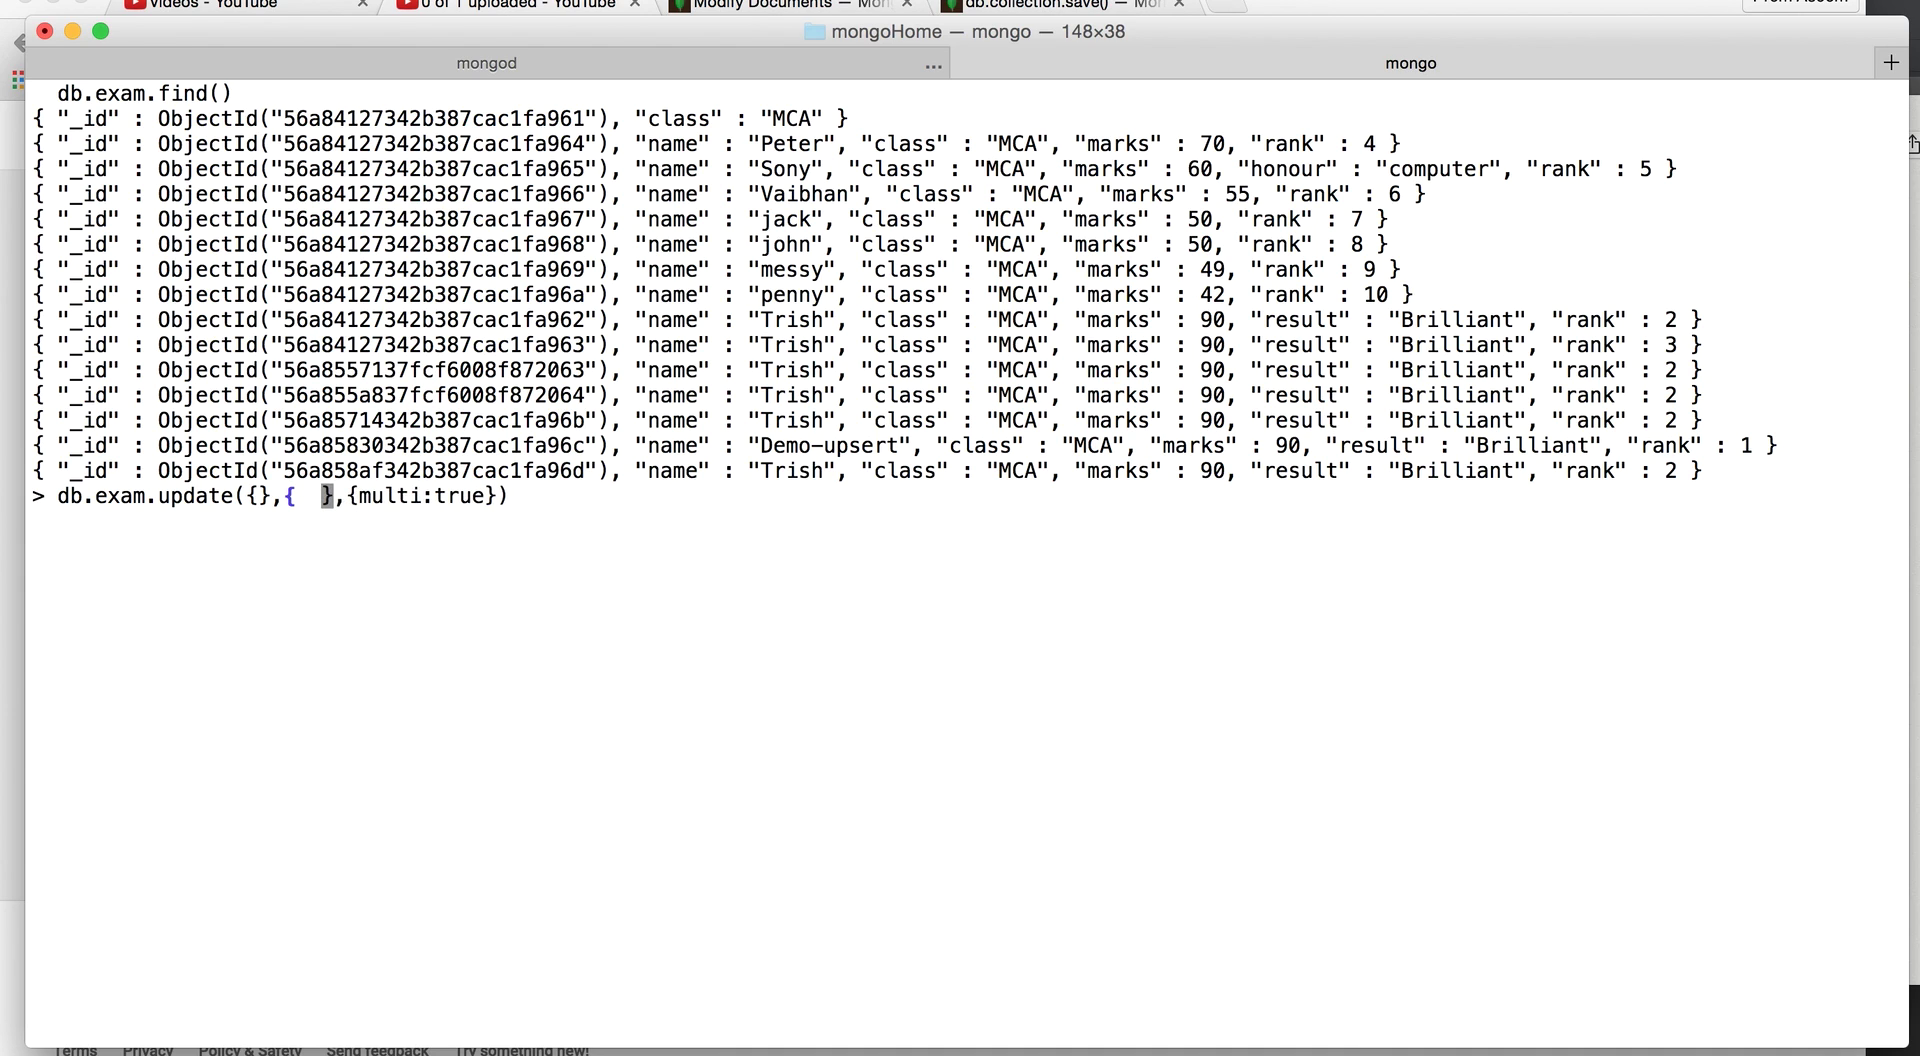 Videos - YouTube
0 of 1 uploaded - YouTube
Modify Documents — Mon
db.collection.save() — Mon
mongoHome — mongo — 148×38
mongod
...
mongo
+
db.exam.find()
{ "_id" : ObjectId("56a84127342b387cac1fa961"), "class" : "MCA" }
{ "_id" : ObjectId("56a84127342b387cac1fa964"), "name" : "Peter", "class" : "MCA", "marks" : 70, "rank" : 4 }
{ "_id" : ObjectId("56a84127342b387cac1fa965"), "name" : "Sony", "class" : "MCA", "marks" : 60, "honour" : "computer", "rank" : 5 }
{ "_id" : ObjectId("56a84127342b387cac1fa966"), "name" : "Vaibhan", "class" : "MCA", "marks" : 55, "rank" : 6 }
{ "_id" : ObjectId("56a84127342b387cac1fa967"), "name" : "jack", "class" : "MCA", "marks" : 50, "rank" : 7 }
{ "_id" : ObjectId("56a84127342b387cac1fa968"), "name" : "john", "class" : "MCA", "marks" : 50, "rank" : 8 }
{ "_id" : ObjectId("56a84127342b387cac1fa969"), "name" : "messy", "class" : "MCA", "marks" : 49, "rank" : 9 }
{ "_id" : ObjectId("56a84127342b387cac1fa96a"), "name" : "penny", "class" : "MCA", "marks" : 42, "rank" : 10 }
{ "_id" : ObjectId("56a84127342b387cac1fa962"), "name" : "Trish", "class" : "MCA", "marks" : 90, "result" : "Brilliant", "rank" : 2 }
{ "_id" : ObjectId("56a84127342b387cac1fa963"), "name" : "Trish", "class" : "MCA", "marks" : 90, "result" : "Brilliant", "rank" : 3 }
{ "_id" : ObjectId("56a8557137fcf6008f872063"), "name" : "Trish", "class" : "MCA", "marks" : 90, "result" : "Brilliant", "rank" : 2 }
{ "_id" : ObjectId("56a855a837fcf6008f872064"), "name" : "Trish", "class" : "MCA", "marks" : 90, "result" : "Brilliant", "rank" : 2 }
{ "_id" : ObjectId("56a85714342b387cac1fa96b"), "name" : "Trish", "class" : "MCA", "marks" : 90, "result" : "Brilliant", "rank" : 2 }
{ "_id" : ObjectId("56a85830342b387cac1fa96c"), "name" : "Demo-upsert", "class" : "MCA", "marks" : 90, "result" : "Brilliant", "rank" : 1 }
{ "_id" : ObjectId("56a858af342b387cac1fa96d"), "name" : "Trish", "class" : "MCA", "marks" : 90, "result" : "Brilliant", "rank" : 2 }
> db.exam.update({},{  },{multi:true})
Terms Privacy Policy & Safety Send feedback Try something new!